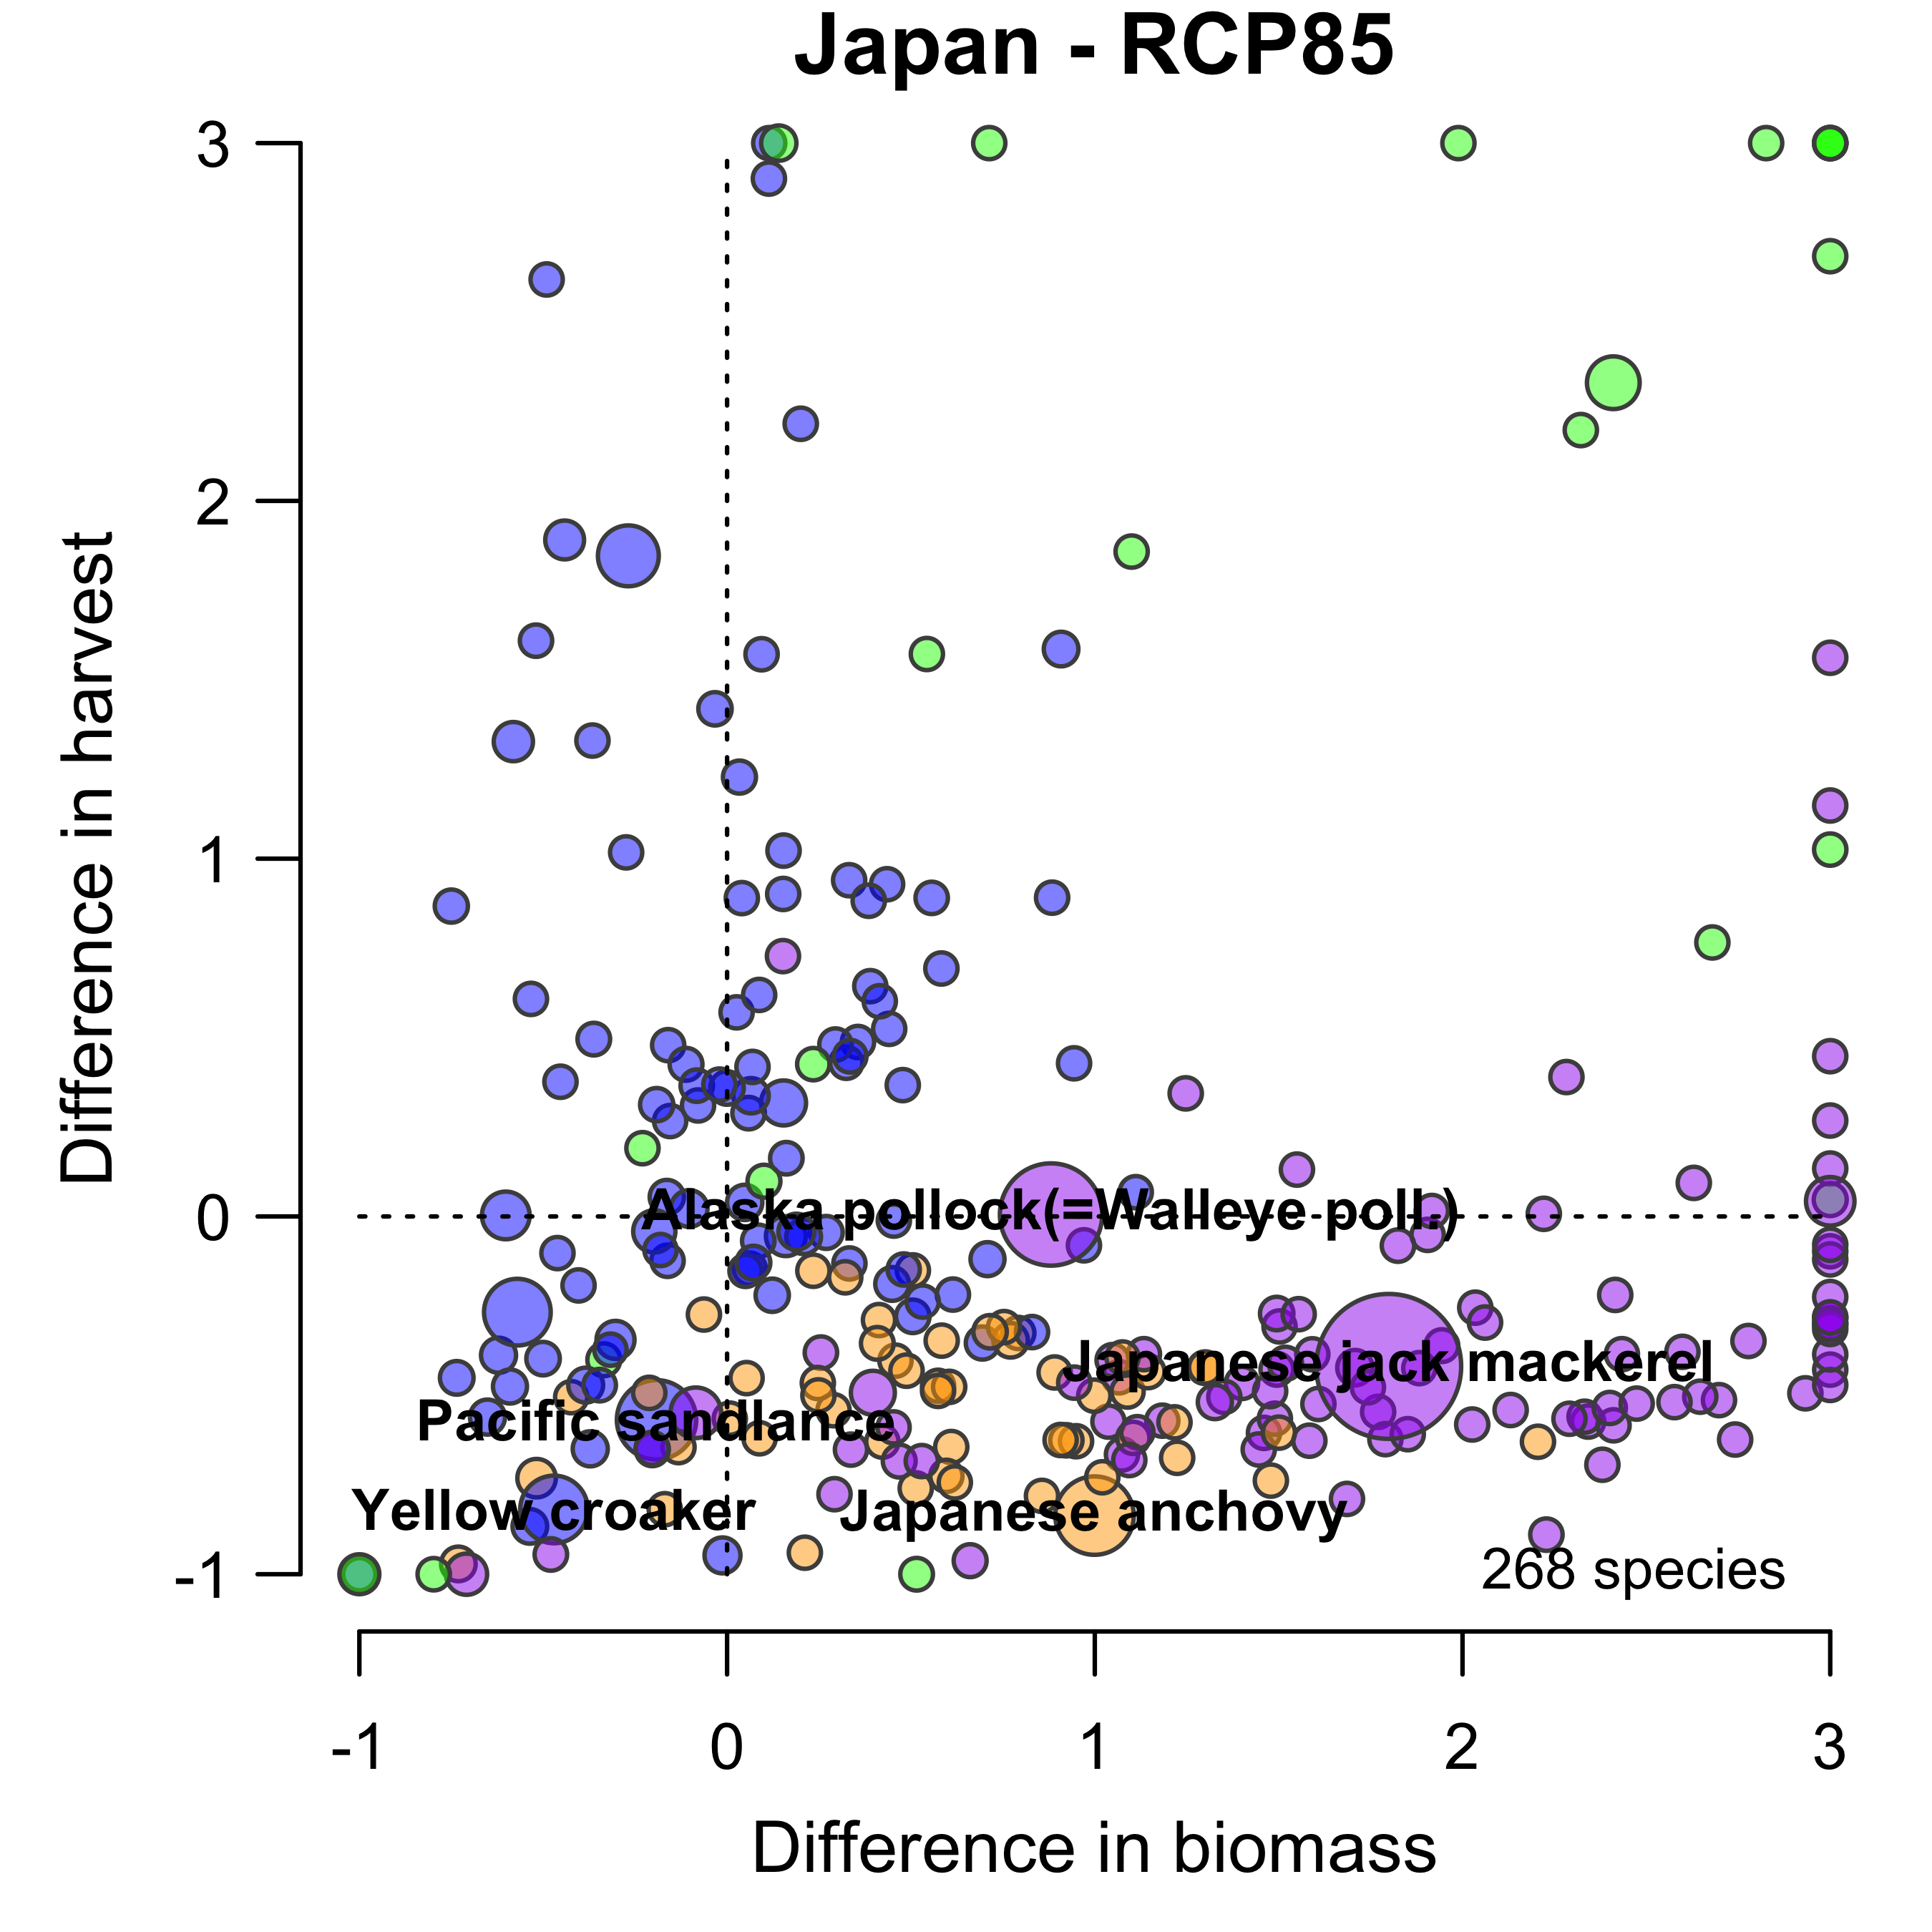 Japan - RCP85
3
2
1
0
-1
Difference in harvest
Alaska pollock(=Walleye poll.)
Japanese jack mackerel
Pacific sandlance
Yellow croaker
Japanese anchovy
268 species
-1 0 1 2 3
Difference in biomass